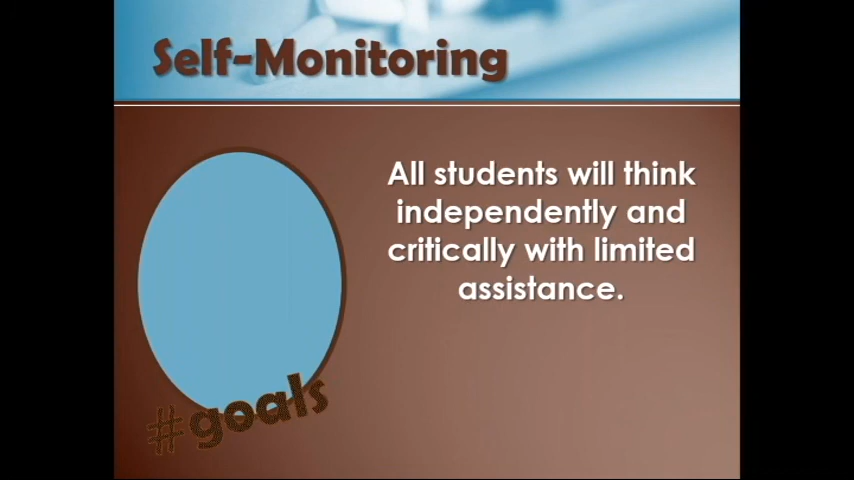 Self-Monitoring
All students will think
independently and
critically with limited
assistance.
#goals